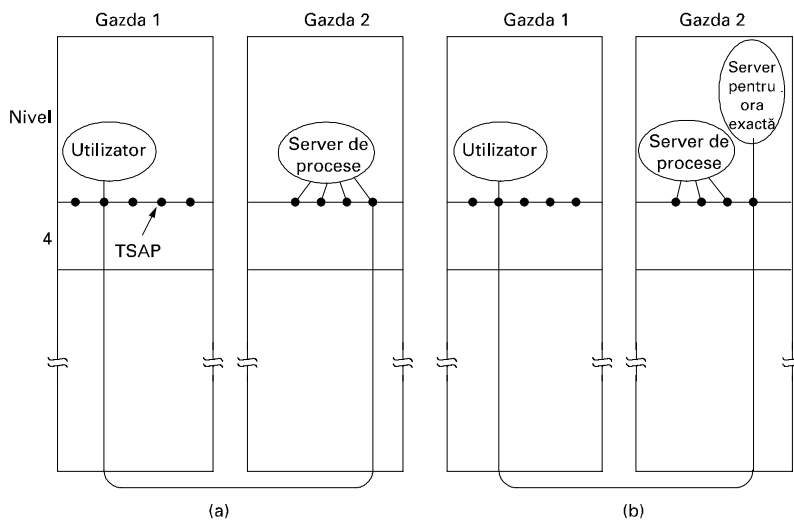 Gazda 1
Gazda 2
Gazda 1
Gazda 2
Nivel
4
Utilizator
TSAP
Server de
procese
Utilizator
Server de
procese
Server
pentru
ora
exactă
(a)
(b)